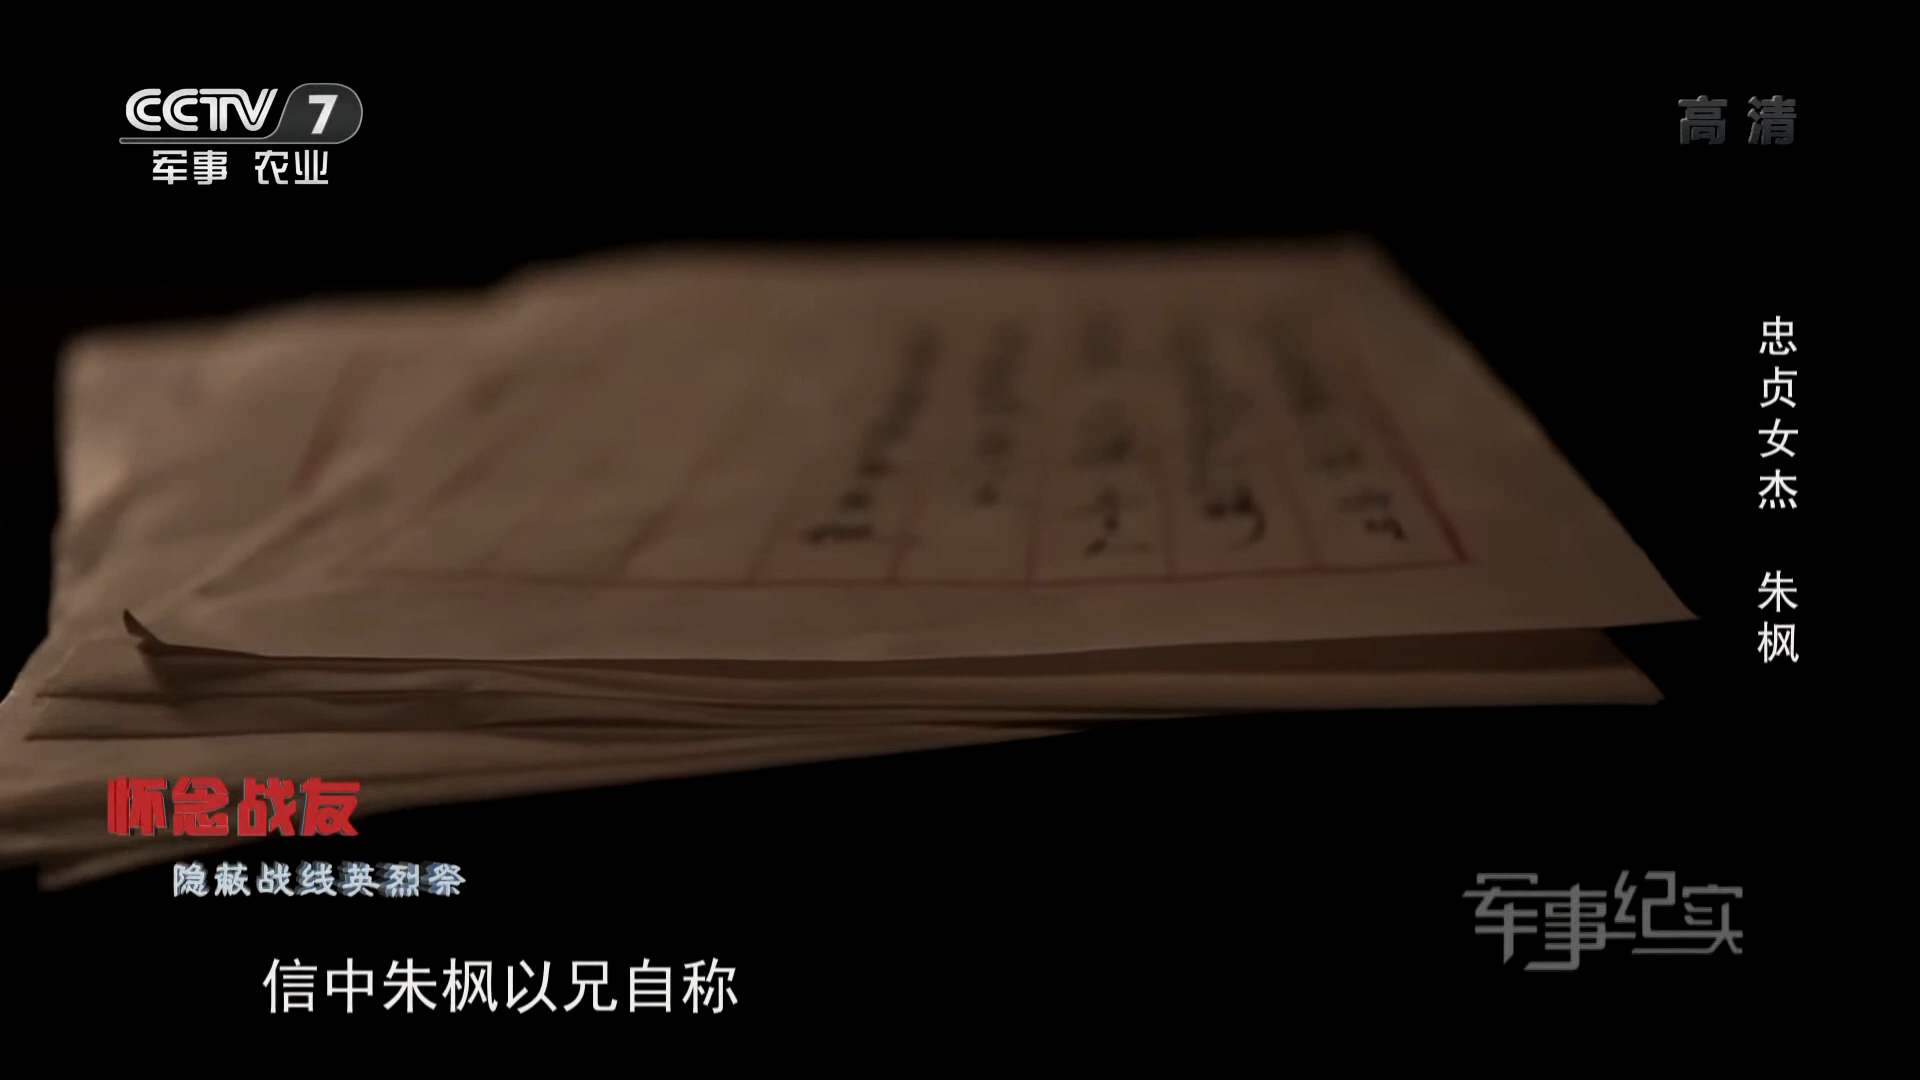 CCTV 7
军事 农业
高清
忠贞女杰 朱枫
怀念战友
隐蔽战线英烈祭
军事纪实
信中朱枫以兄自称